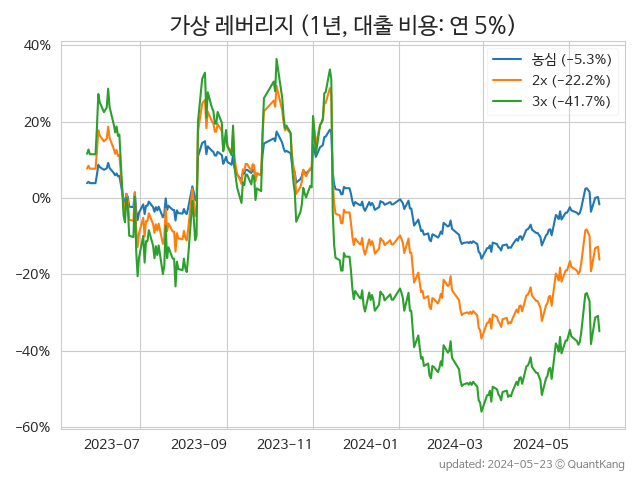 가상 레버리지 (1년, 대출 비용: 연 5%)
40%
20%
0%
−20%
−40%
−60%
농심 (−5.3%)
2x (−22.2%)
3x (−41.7%)
2023-07
2023-09
2023-11
2024-01
2024-03
2024-05
updated: 2024-05-23 © QuantKang